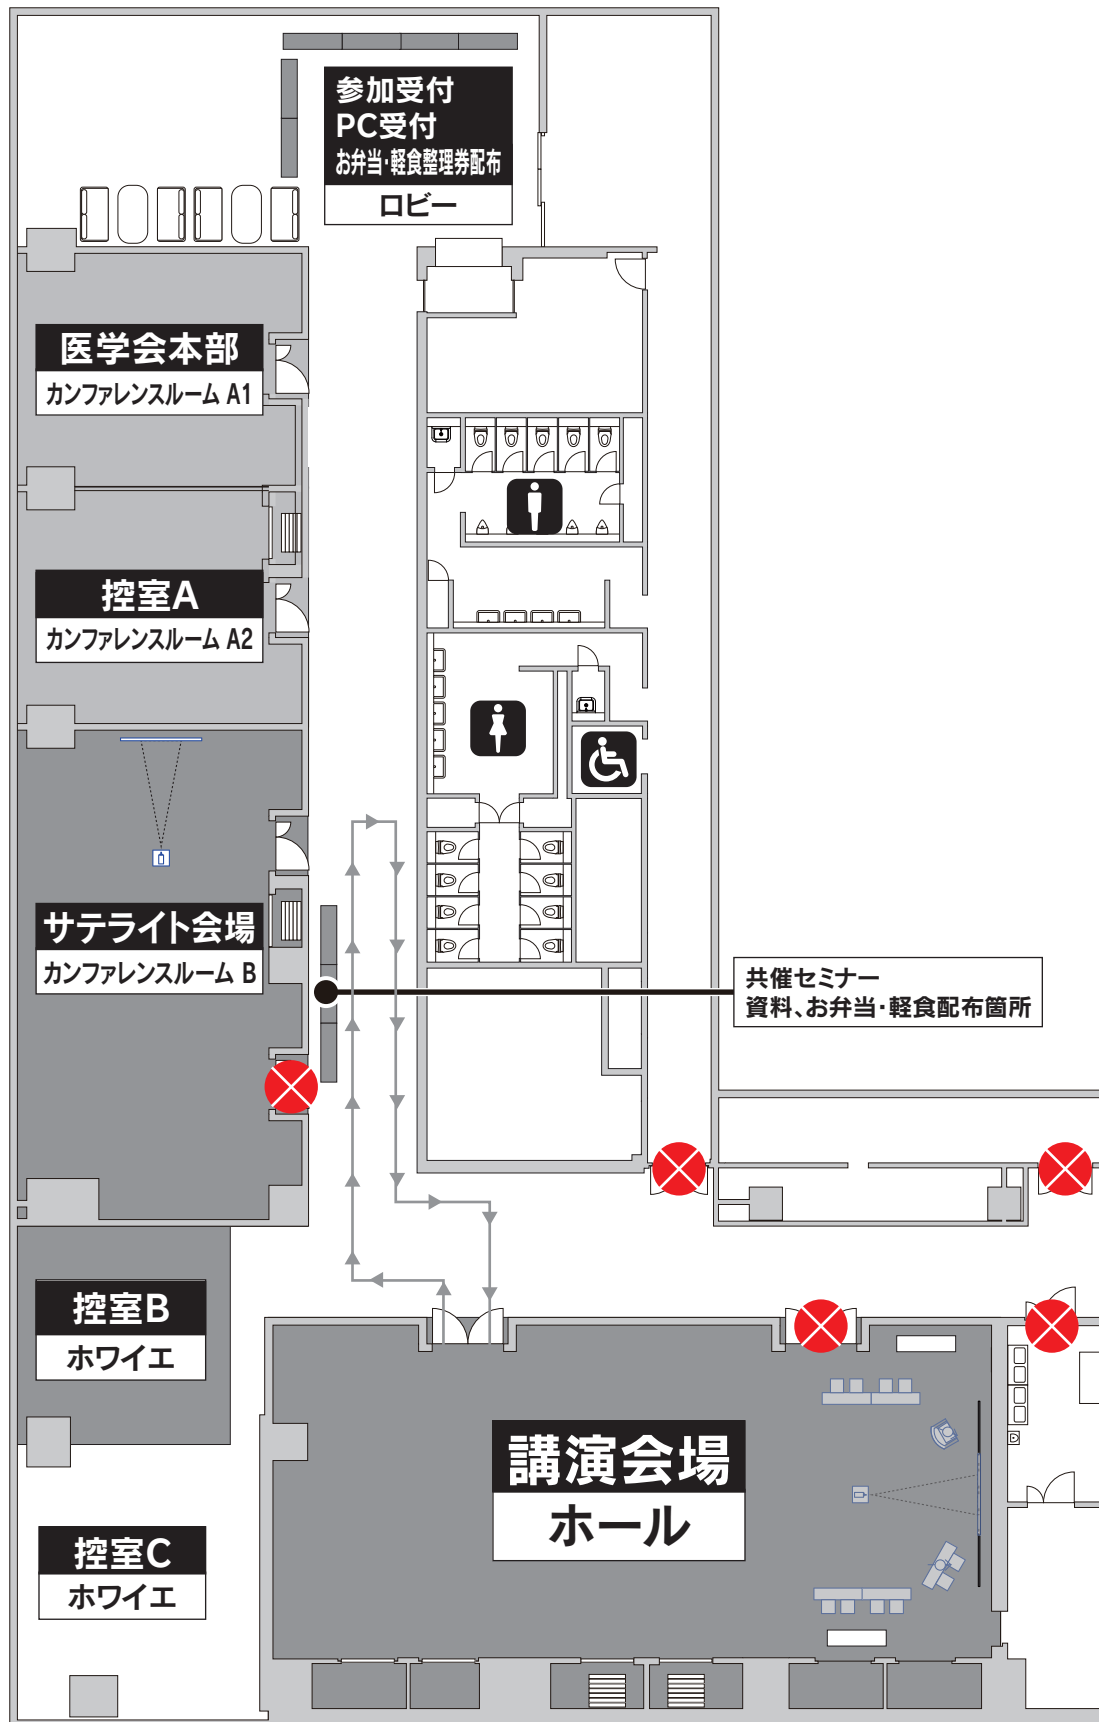 参加受付
PC受付
お弁当・軽食整理券配布
ロビー
医学会本部
カンファレンスルーム A1
控室A
カンファレンスルーム A2
サテライト会場
カンファレンスルーム B
共催セミナー
資料、お弁当・軽食配布箇所
控室B
ホワイエ
講演会場
ホール
控室C
ホワイエ